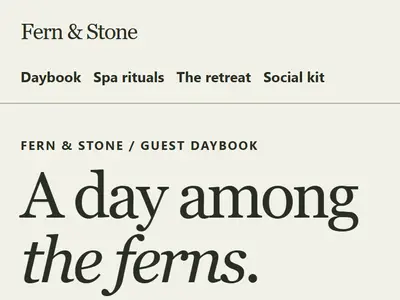 Fern & Stone
Daybook Spa rituals The retreat Social kit
FERN & STONE / GUEST DAYBOOK
A day among
the ferns.